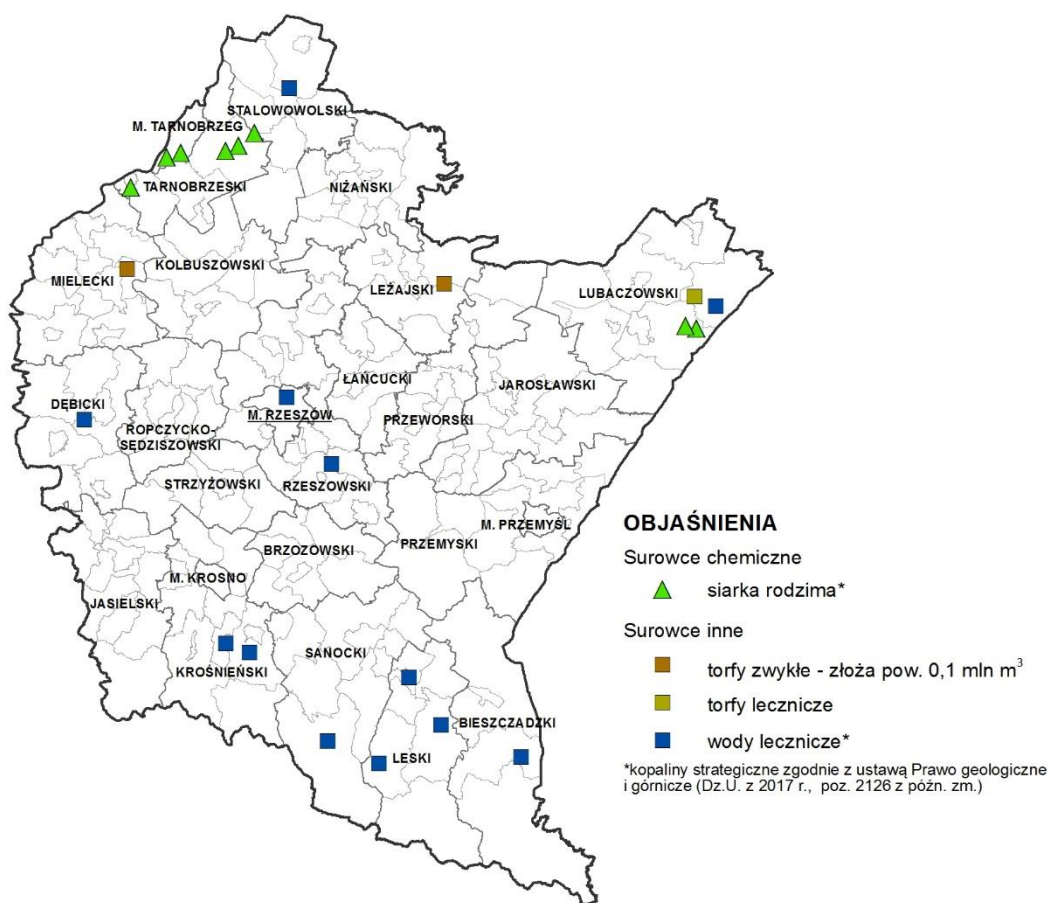 STALOWOWOLSKI
M. TARNOBRZEG
TARNOBRZESKI
NIŻAŃSKI
KOLBUSZOWSKI
MIELECKI
LEŻAJSKI
LUBACZOWSKI
ŁAŃCUCKI
JAROSŁAWSKI
DĘBICKI
M. RZESZÓW
PRZEWORSKI
ROPCZYCKO-
SĘDZISZOWSKI
STRZYŻOWSKI
RZESZOWSKI
M. PRZEMYŚL
BRZOZOWSKI
PRZEMYSKI
M. KROSNO
JASIELSKI
SANOCKI
KROŚNIEŃSKI
BIESZCZADZKI
LESKI
OBJAŚNIENIA
Surowce chemiczne
siarka rodzima*
Surowce inne
torfy zwykłe - złoża pow. 0,1 mln m³
torfy lecznicze
wody lecznicze*
*kopaliny strategiczne zgodnie z ustawą Prawo geologiczne
i górnicze (Dz.U. z 2017 r., poz. 2126 z późn. zm.)